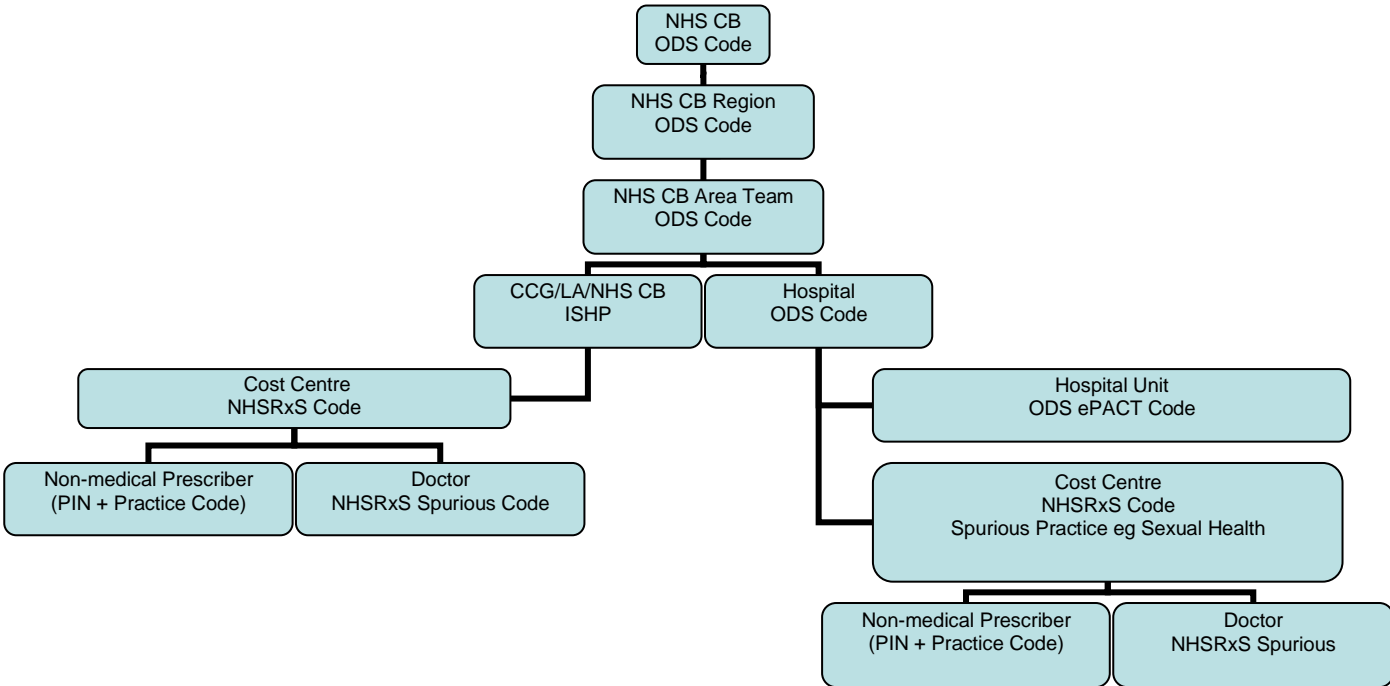 NHS CB
ODS Code
NHS CB Region
ODS Code
NHS CB Area Team
ODS Code
CCG/LA/NHS CB
ISHP
Hospital
ODS Code
Cost Centre
NHSRxS Code
Hospital Unit
ODS ePACT Code
Non-medical Prescriber
(PIN + Practice Code)
Doctor
NHSRxS Spurious Code
Cost Centre
NHSRxS Code
Spurious Practice eg Sexual Health
Non-medical Prescriber
(PIN + Practice Code)
Doctor
NHSRxS Spurious